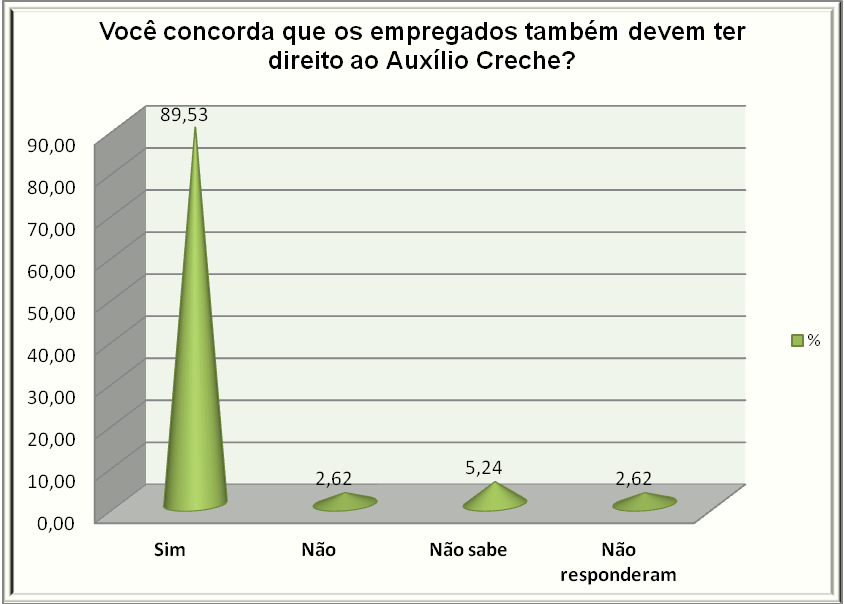 Você concorda que os empregados também devem ter
direito ao Auxílio Creche?
89,53
90,00
80,00
70,00
60,00
50,00
40,00
30,00
20,00
10,00
0,00
2,62
5,24
2,62
%
Sim
Não
Não sabe
Não
responderam